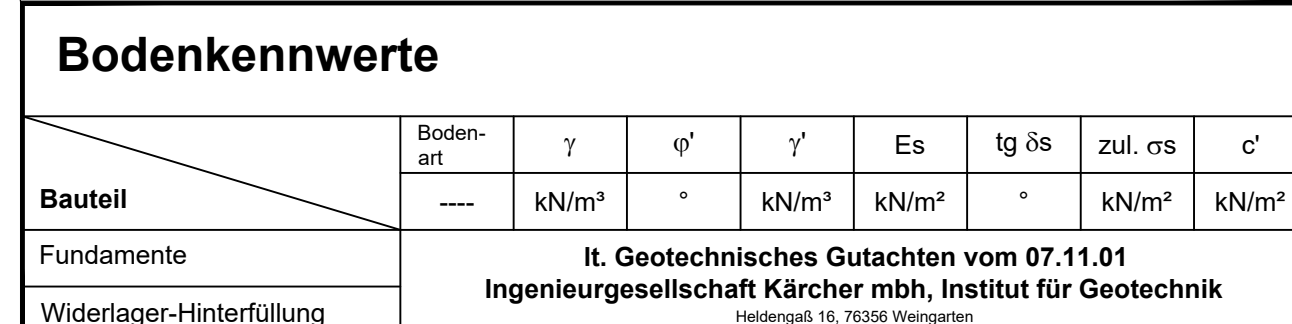 Bodenkennwerte
Boden-
art
γ
φ'
γ'
Es
tg δs
zul. σs
c'
Bauteil
----
kN/m³
°
kN/m³
kN/m²
°
kN/m²
kN/m²
Fundamente
lt. Geotechnisches Gutachten vom 07.11.01
Ingenieurgesellschaft Kärcher mbh, Institut für Geotechnik
Widerlager-Hinterfüllung
Heldengaß 16, 76356 Weingarten